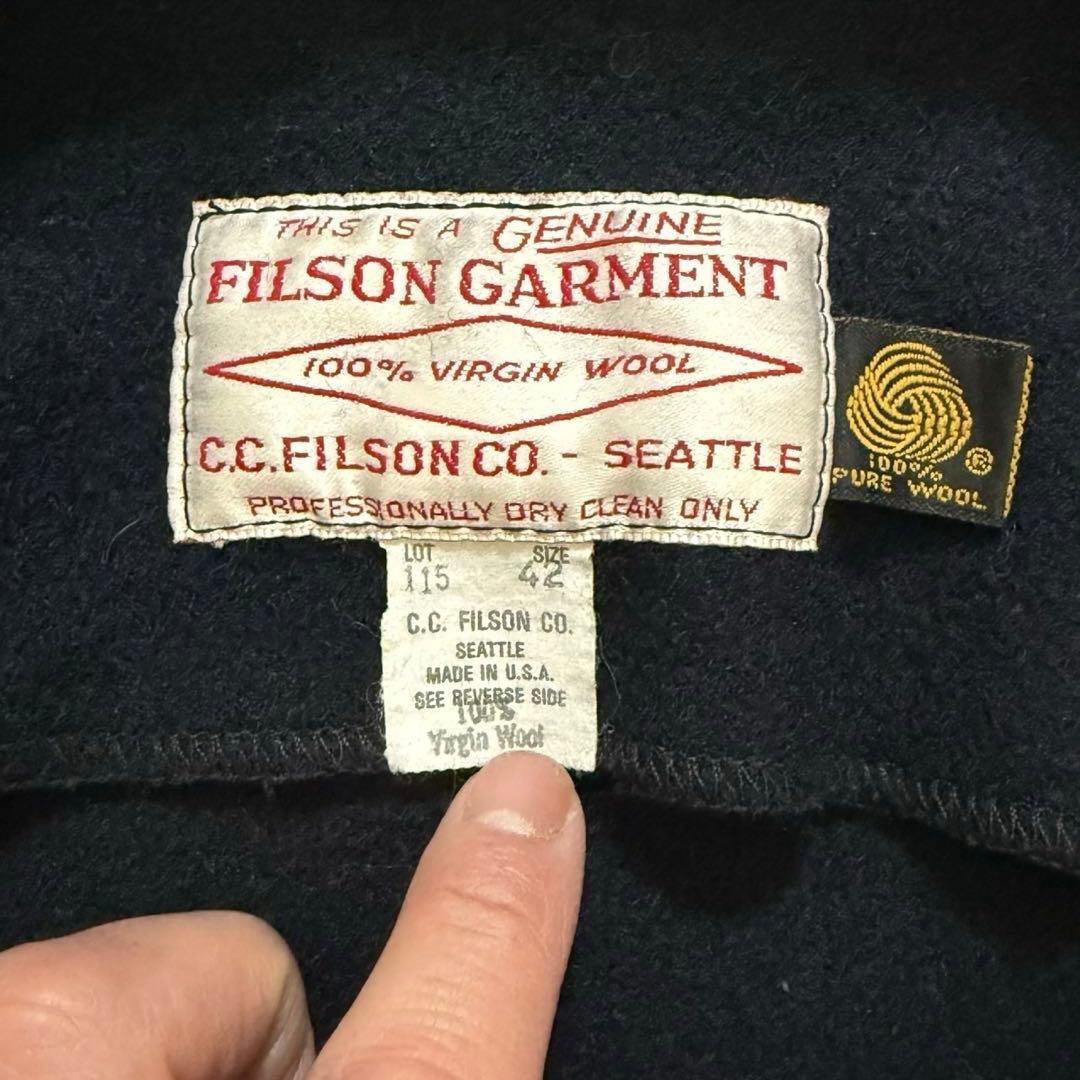 THIS IS A GENUINE
FILSON GARMENT
100% VIRGIN WOOL
C.C. FILSON CO. - SEATTLE
PROFESSIONALLY DRY CLEAN ONLY
100% ®
PURE WOOL
LOT SIZE
115 42
C.C. FILSON CO.
SEATTLE
MADE IN U.S.A.
SEE REVERSE SIDE
100%
Virgin Wool